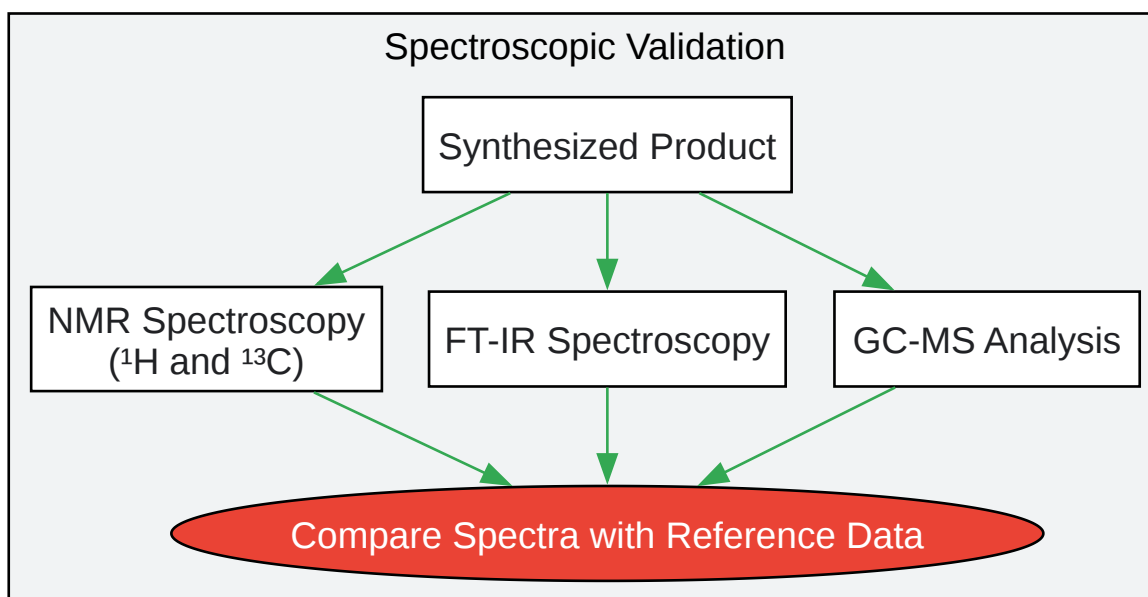 Spectroscopic Validation
Synthesized Product
NMR Spectroscopy
(¹H and ¹³C)
FT-IR Spectroscopy
GC-MS Analysis
Compare Spectra with Reference Data